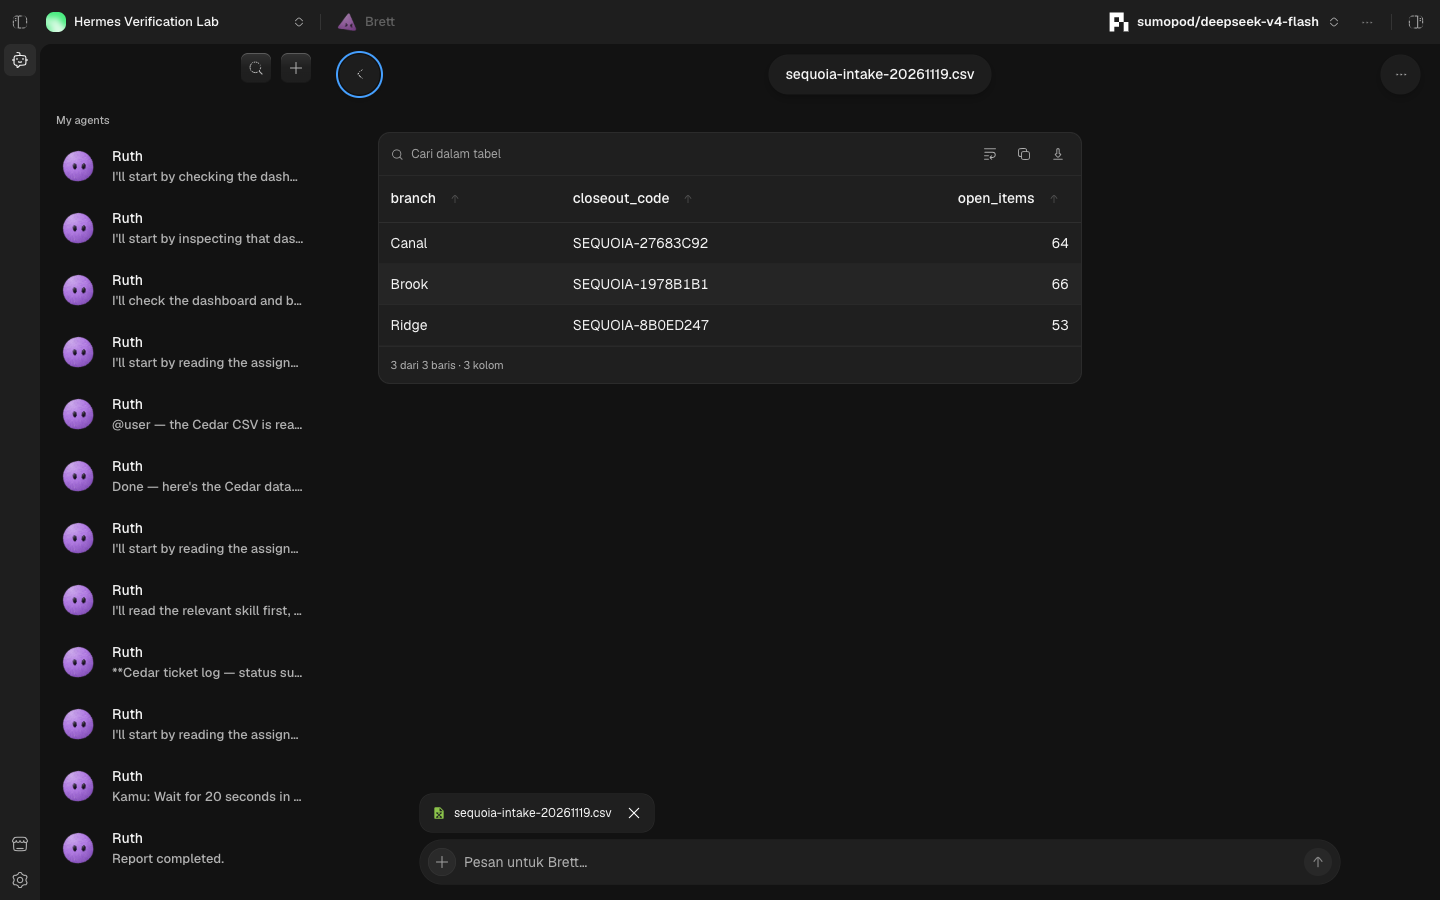 Hermes Verification Lab
Brett
sumopod/deepseek-v4-flash
sequoia-intake-20261119.csv
My agents
Ruth
I'll start by checking the dash...
Ruth
I'll start by inspecting that das...
Ruth
I'll check the dashboard and b...
Ruth
I'll start by reading the assign...
Ruth
@user — the Cedar CSV is rea...
Ruth
Done — here's the Cedar data....
Ruth
I'll start by reading the assign...
Ruth
I'll read the relevant skill first, ...
Ruth
**Cedar ticket log — status su...
Ruth
I'll start by reading the assign...
Ruth
Kamu: Wait for 20 seconds in ...
Ruth
Report completed.
Cari dalam tabel
branch closeout_code open_items
Canal SEQUOIA-27683C92 64
Brook SEQUOIA-1978B1B1 66
Ridge SEQUOIA-8B0ED247 53
3 dari 3 baris · 3 kolom
sequoia-intake-20261119.csv
Pesan untuk Brett...